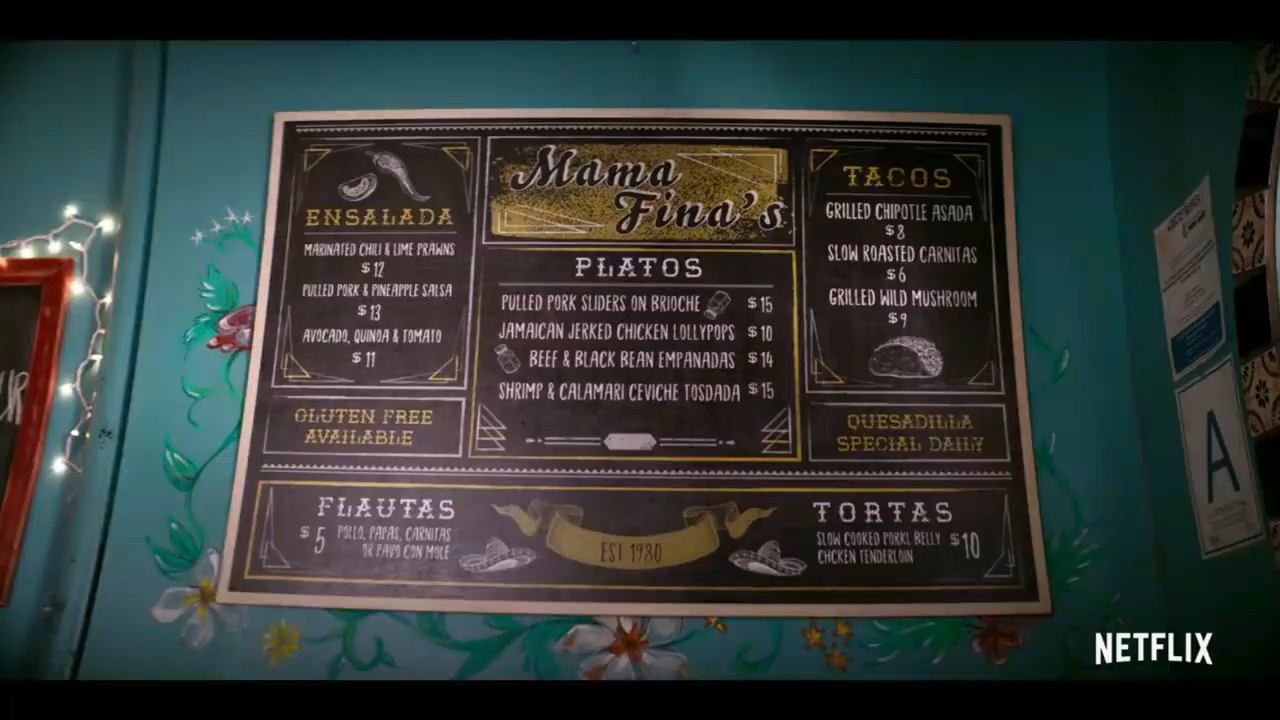 Mama
Fina's
ENSALADA
MARINATED CHILI & LIME PRAWNS
$12
PULLED PORK & PINEAPPLE SALSA
$13
AVOCADO, QUINOA & TOMATO
$11
GLUTEN FREE
AVAILABLE
PLATOS
PULLED PORK SLIDERS ON BRIOCHE $15
JAMAICAN JERKED CHICKEN LOLLYPOPS $10
BEEF & BLACK BEAN EMPANADAS $14
SHRIMP & CALAMARI CEVICHE TOSDADA $15
TACOS
GRILLED CHIPOTLE ASADA
$8
SLOW ROASTED CARNITAS
$6
GRILLED WILD MUSHROOM
$9
QUESADILLA
SPECIAL DAILY
FLAUTAS
$5 POLLO, PAPAS, CARNITAS
OR PAVO CON MOLE
EST 1980
TORTAS
SLOW COOKED PORKL BELLY $10
CHCKEN TENDERLOIN
A
NETFLIX